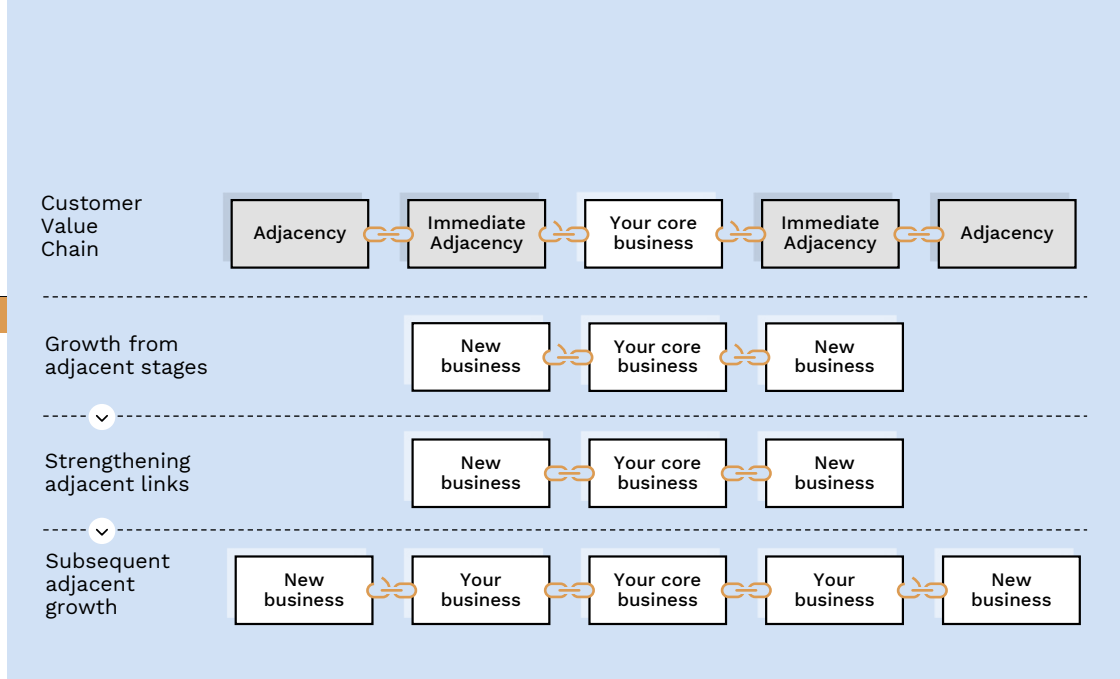 Customer
Value
Chain
Adjacency
Immediate
Adjacency
Your core
business
Immediate
Adjacency
Adjacency
Growth from
adjacent stages
New
business
Your core
business
New
business
Strengthening
adjacent links
New
business
Your core
business
New
business
Subsequent
adjacent
growth
New
business
Your
business
Your core
business
Your
business
New
business